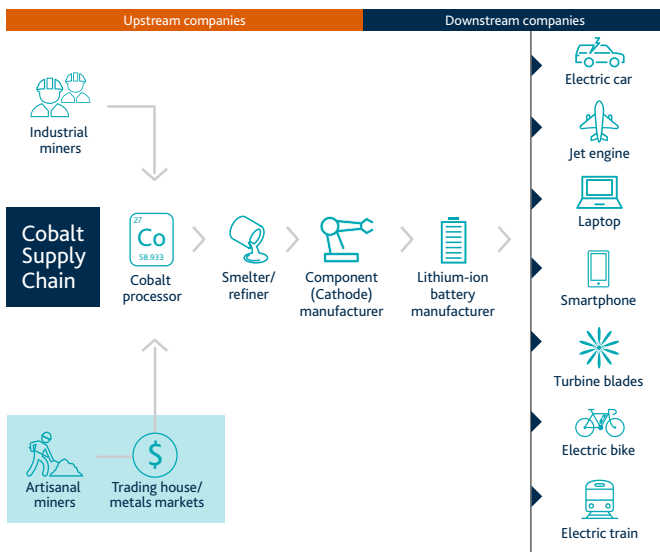 Upstream companies
Downstream companies
Industrial
miners
Cobalt
Supply
Chain
27
Co
58.933
Cobalt
processor
Smelter/
refiner
Component
(Cathode)
manufacturer
Lithium-ion
battery
manufacturer
$
Artisanal
miners
Trading house/
metals markets
Electric car
Jet engine
Laptop
Smartphone
Turbine blades
Electric bike
Electric train